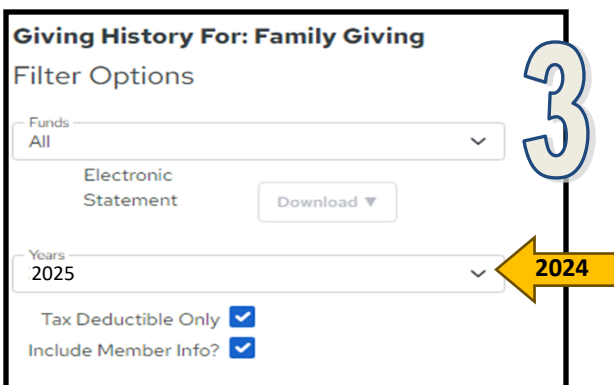 Giving History For: Family Giving
3
Filter Options
Funds
All
Electronic
Statement
Download ▼
Years
2025
2024
Tax Deductible Only
Include Member Info?